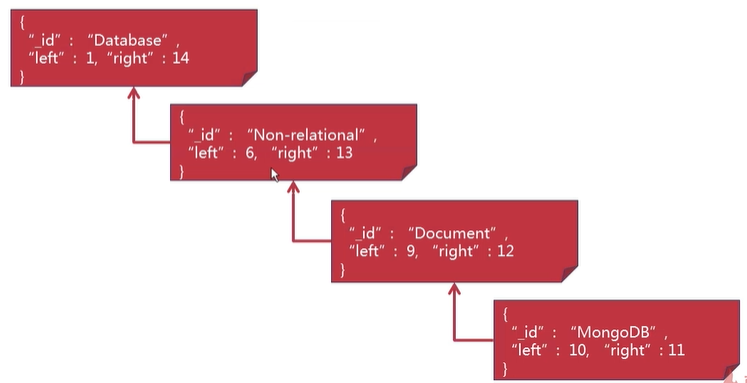 {
"_id" : "Database",
"left" : 1, "right" : 14
}
{
"_id" : "Non-relational",
"left" : 6, "right" : 13
}
{
"_id" : "Document",
"left" : 9, "right" : 12
}
{
"_id" : "MongoDB",
"left" : 10, "right" : 11
}